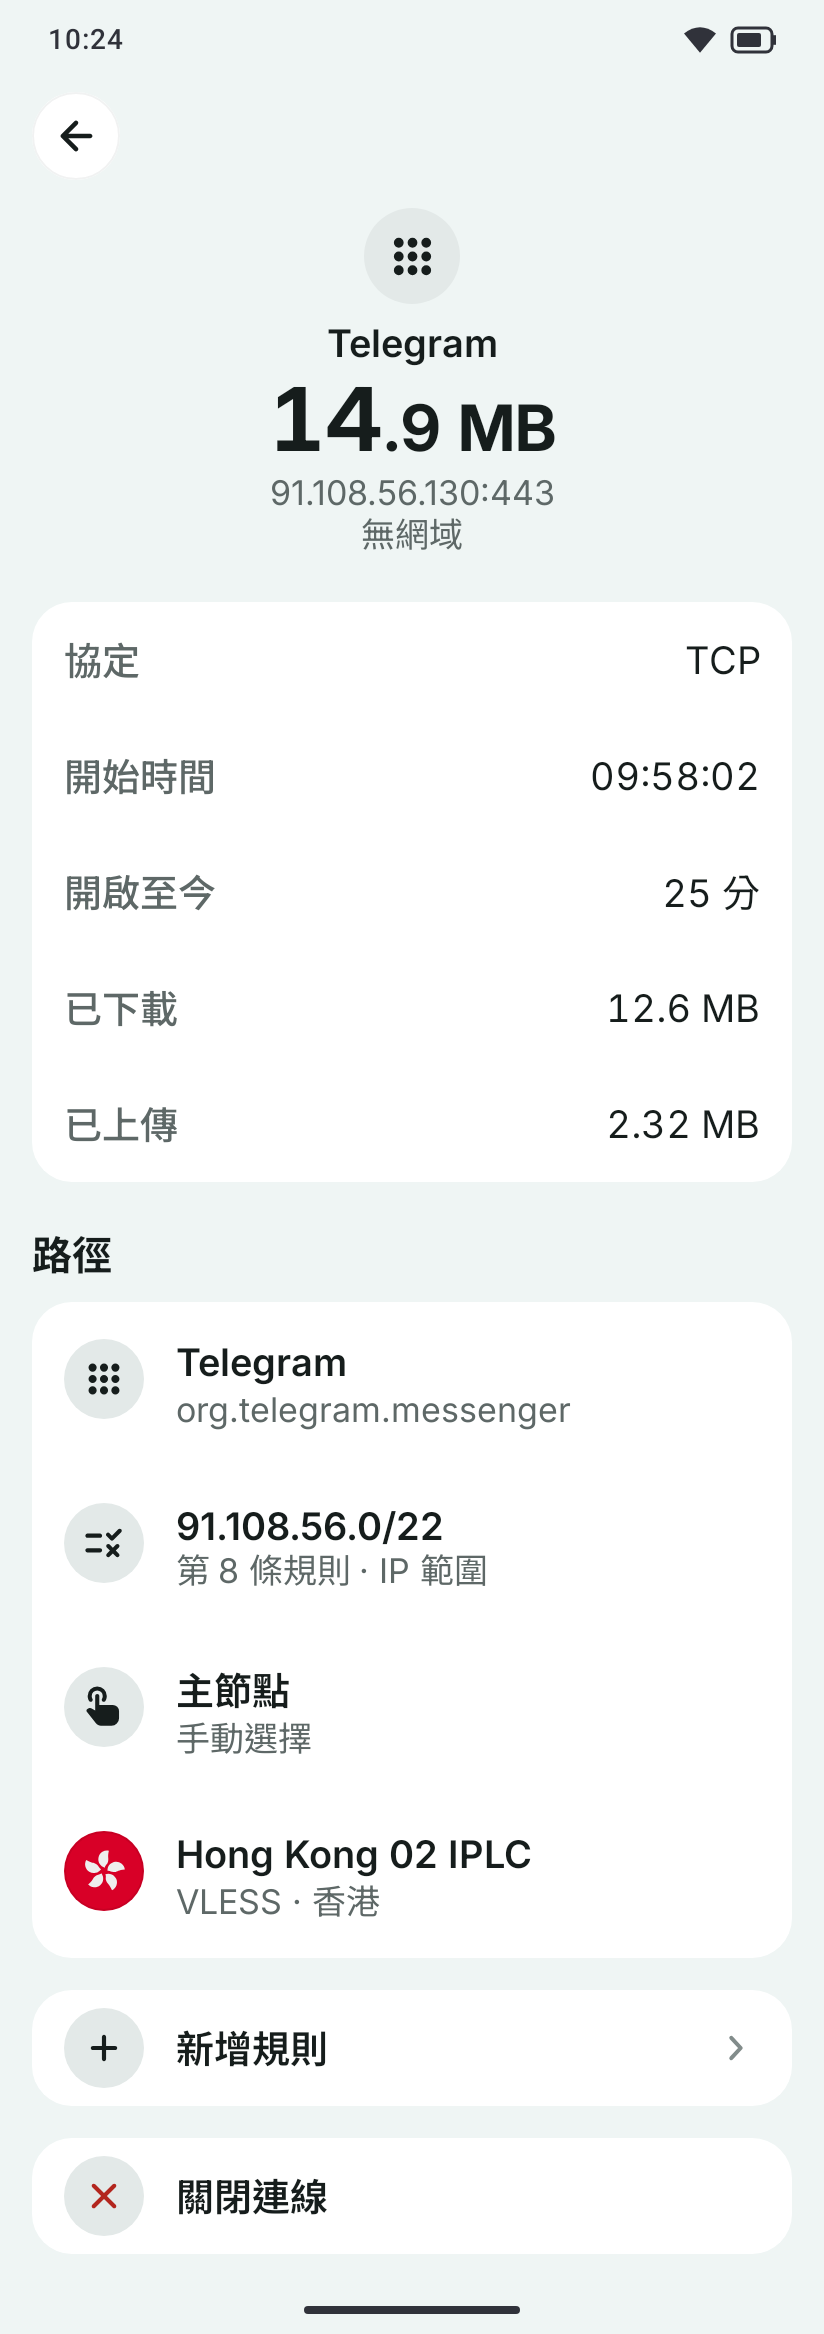 10:24
Telegram
14.9 MB
91.108.56.130:443
無網域
協定
TCP
開始時間
09:58:02
開啟至今
25 分
已下載
12.6 MB
已上傳
2.32 MB
路徑
Telegram
org.telegram.messenger
91.108.56.0/22
第 8 條規則 · IP 範圍
主節點
手動選擇
Hong Kong 02 IPLC
VLESS · 香港
新增規則
關閉連線